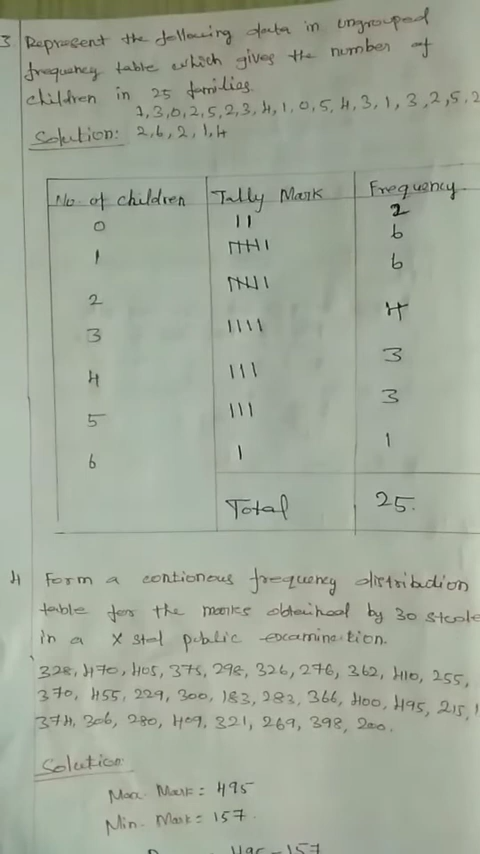 3 Represent the following data in ungrouped
frequency table which gives the number of
children in 25 families.
1, 3, 0, 2, 5, 2, 3, 4, 1, 0, 5, 4, 3, 1, 3, 2, 5, 2
Solution: 2, 6, 2, 1, 4
No. of children Tally Mark Frequency
0 || 2
1 |||| | 6
2 |||| | 6
3 |||| 4
4 ||| 3
5 ||| 3
6 | 1
Total 25.
4 Form a contionous frequency distribution
table for the marks obtained by 30
in a X std public examination.
328, 470, 405, 375, 298, 326, 276, 362, 410, 255,
370, 455, 229, 300, 183, 283, 366, 400, 495, 215,
374, 306, 280, 409, 321, 269, 398, 200.
Solution:
Max. Mark = 495
Min. Mark = 157.
495 - 157